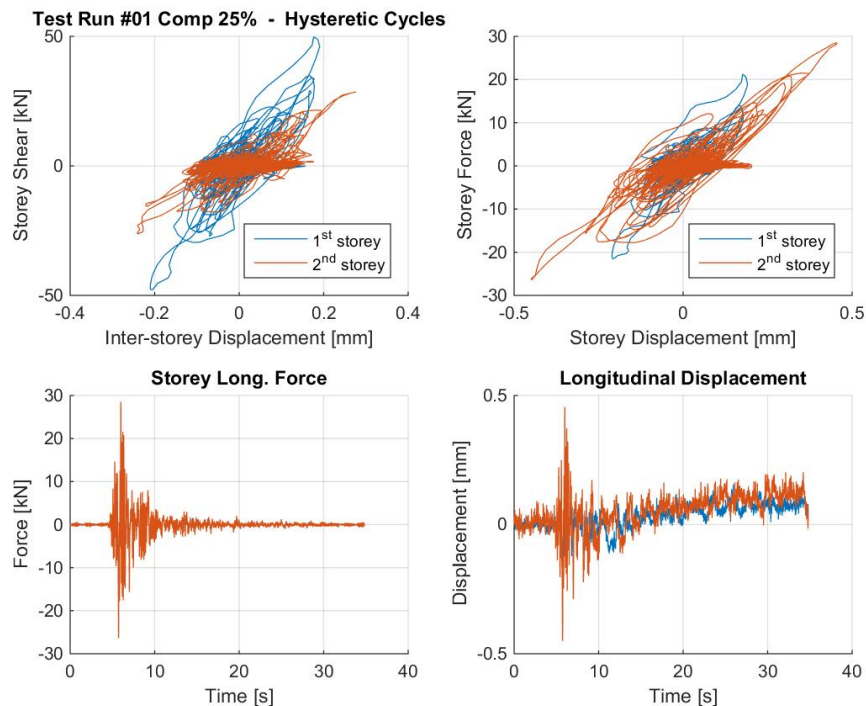 Test Run #01 Comp 25%  -  Hysteretic Cycles
50
0
-50
Storey Shear [kN]
-0.4
-0.2
0
0.2
0.4
Inter-storey Displacement [mm]
1st storey
2nd storey
30
20
10
0
-10
-20
-30
Storey Force [kN]
-0.5
0
0.5
Storey Displacement [mm]
1st storey
2nd storey
Storey Long. Force
30
20
10
0
-10
-20
-30
Force [kN]
0
10
20
30
40
Time [s]
Longitudinal Displacement
0.5
0
-0.5
Displacement [mm]
0
10
20
30
40
Time [s]